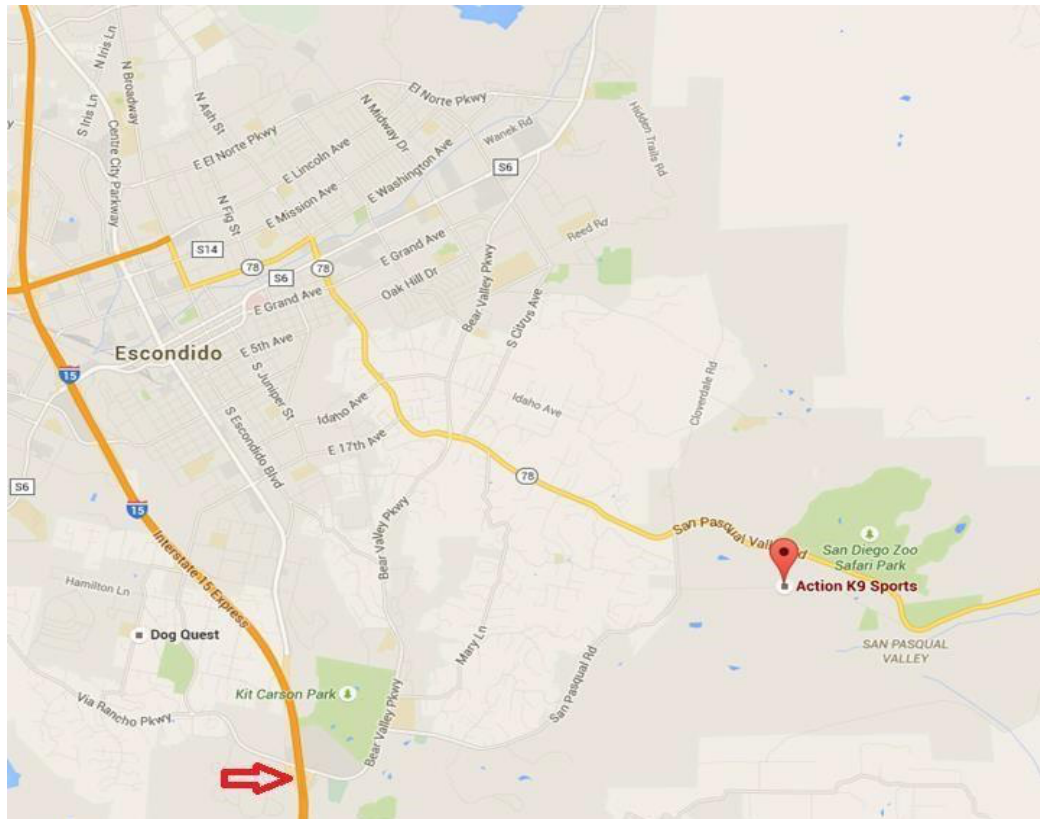 N Iris Ln
S Iris Ln
N Broadway
Centre City Parkway
N Ash St
El Norte Pkwy
E El Norte Pkwy
N Midway Dr
Wanek Rd
Hidden Trails Rd
E Lincoln Ave
E Washington Ave
S6
E Mission Ave
N Fig St
S14
78
S6
78
E Grand Ave
Reed Rd
Oak Hill Dr
E Grand Ave
Bear Valley Pkwy
S Citrus Ave
Escondido
E 5th Ave
15
S Juniper St
Idaho Ave
Idaho Ave
Cloverdale Rd
S Escondido Blvd
E 17th Ave
78
S6
15
Interstate 15 Express
Bear Valley Pkwy
San Pasqual Valley Rd
San Diego Zoo
Safari Park
Action K9 Sports
Hamilton Ln
Dog Quest
Mary Ln
San Pasqual Rd
SAN PASQUAL
VALLEY
Kit Carson Park
Via Rancho Pkwy
Bear Valley Pkwy